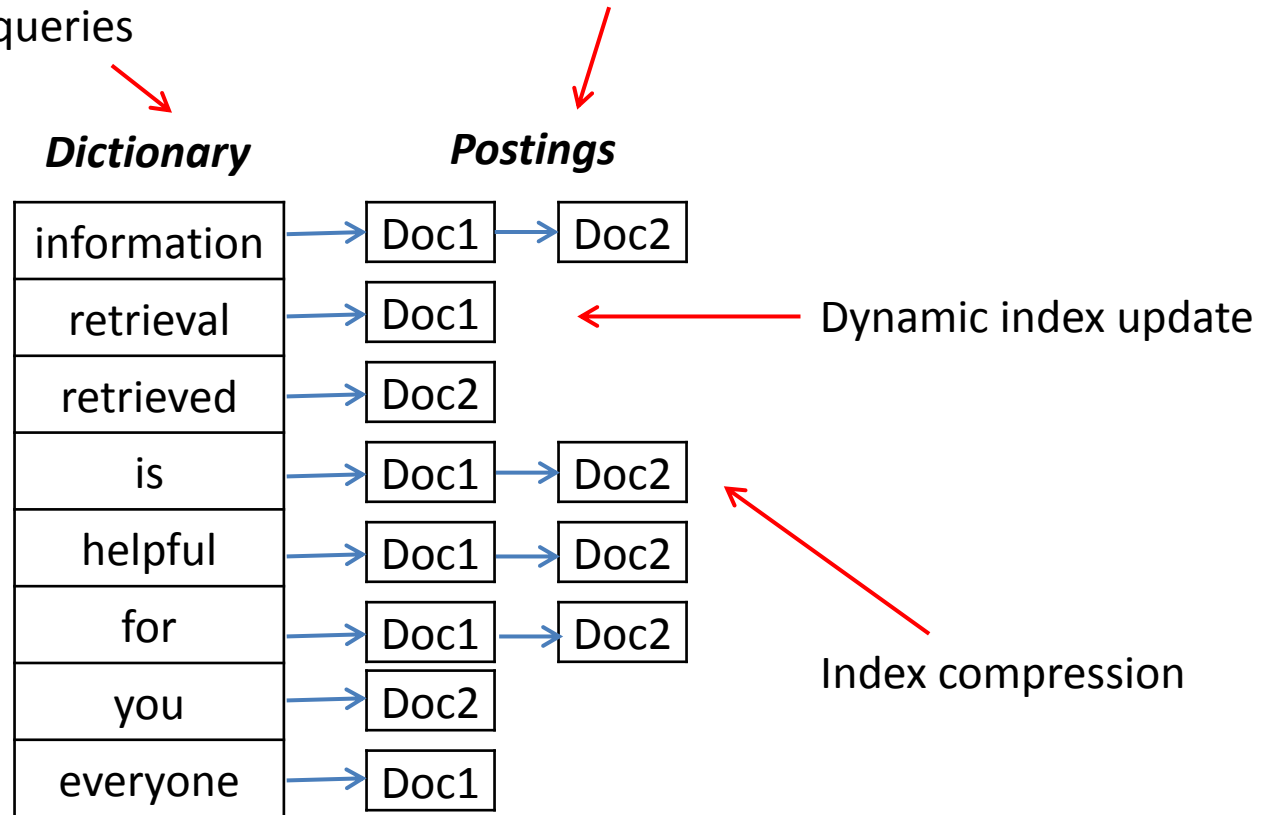 queries
Dictionary Postings
information Doc1 Doc2
retrieval Doc1 Dynamic index update
retrieved Doc2
is Doc1 Doc2
helpful Doc1 Doc2
for Doc1 Doc2
Index compression
you Doc2
everyone Doc1